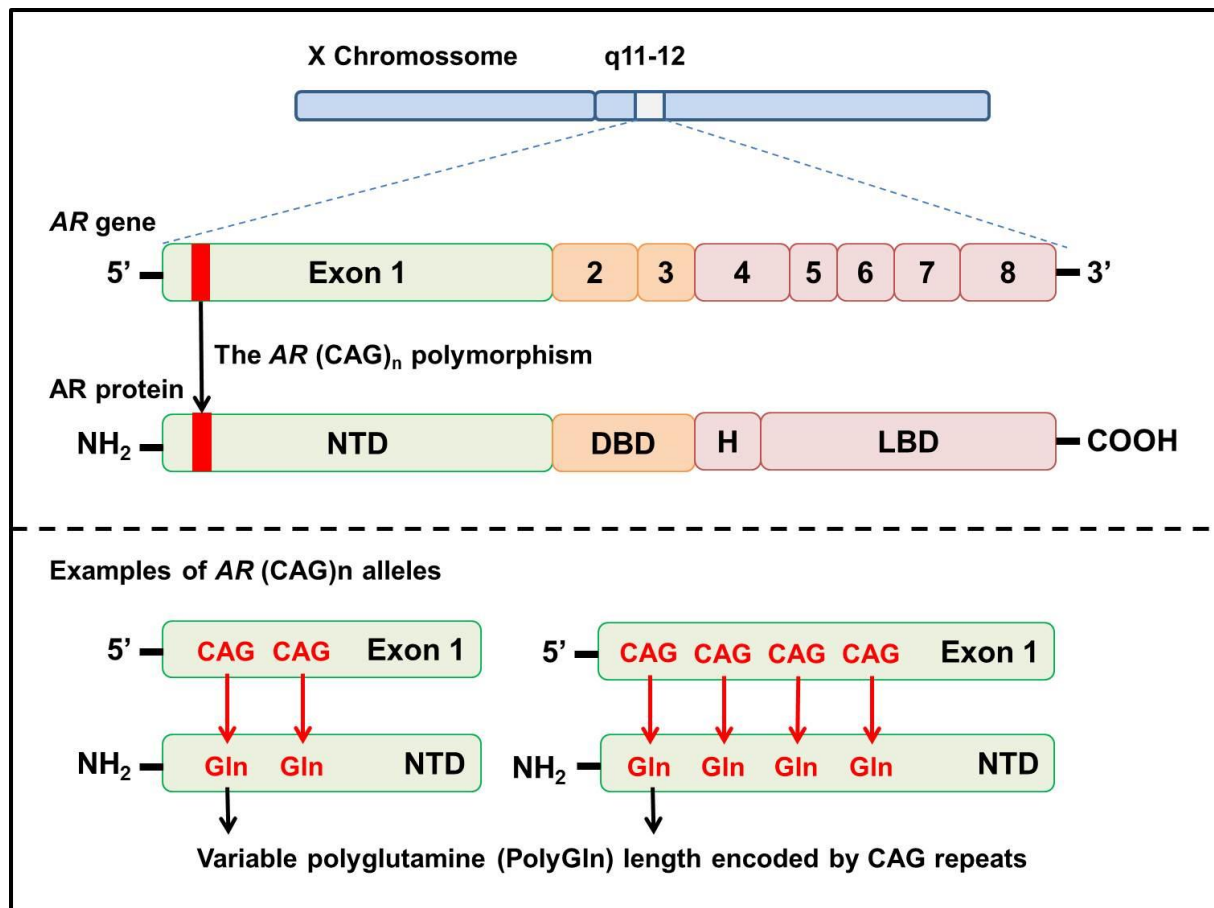 X Chromossome q11-12
AR gene
5’ Exon 1 2 3 4 5 6 7 8 3’
The AR (CAG)n polymorphism
AR protein
NH2 NTD DBD H LBD COOH
Examples of AR (CAG)n alleles
5’ CAG CAG Exon 1
5’ CAG CAG CAG CAG Exon 1
NH2 Gln Gln NTD
NH2 Gln Gln Gln Gln NTD
Variable polyglutamine (PolyGln) length encoded by CAG repeats